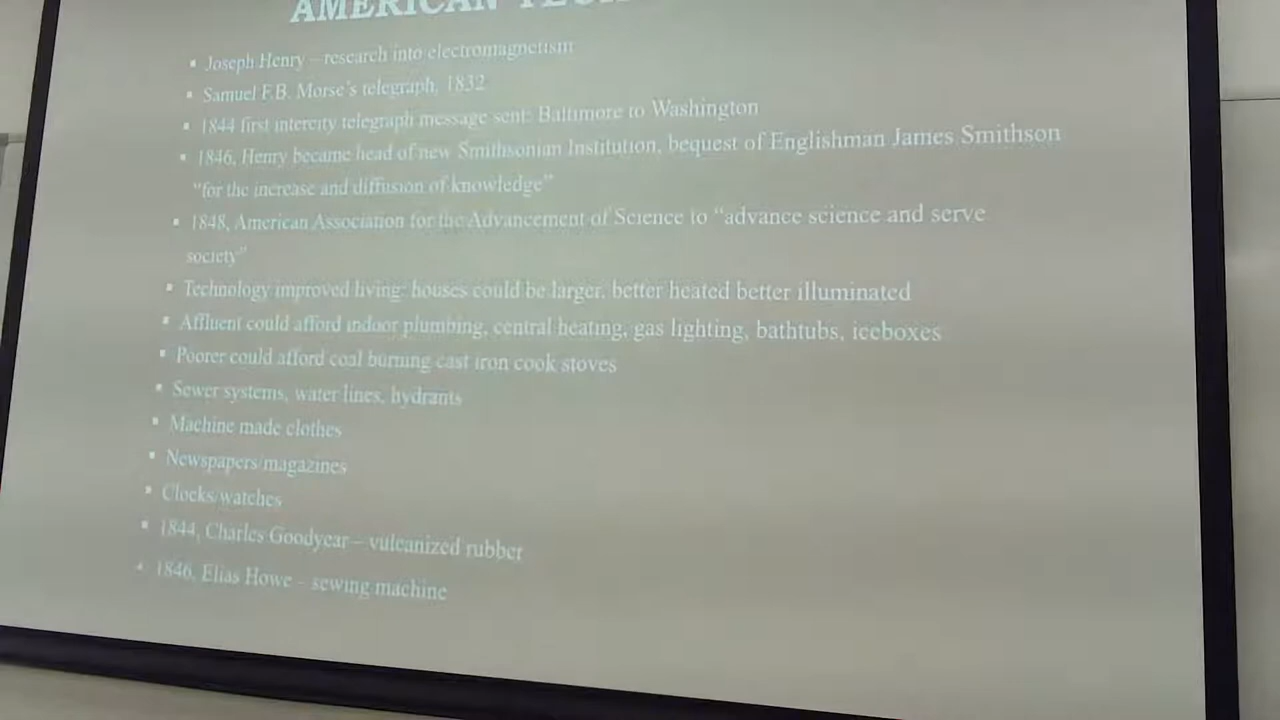 AMERICAN
▪ Joseph Henry – research into electromagnetism
▪ Samuel F.B. Morse's telegraph, 1832
▪ 1844 first intercity telegraph message sent: Baltimore to Washington
▪ 1846, Henry became head of new Smithsonian Institution, bequest of Englishman James Smithson
"for the increase and diffusion of knowledge"
▪ 1848, American Association for the Advancement of Science to "advance science and serve
society"
▪ Technology improved living: houses could be larger, better heated better illuminated
▪ Affluent could afford indoor plumbing, central heating, gas lighting, bathtubs, iceboxes
▪ Poorer could afford coal burning cast iron cook stoves
▪ Sewer systems, water lines, hydrants
▪ Machine made clothes
▪ Newspapers/magazines
▪ Clocks/watches
▪ 1844, Charles Goodyear – vulcanized rubber
▪ 1846, Elias Howe – sewing machine